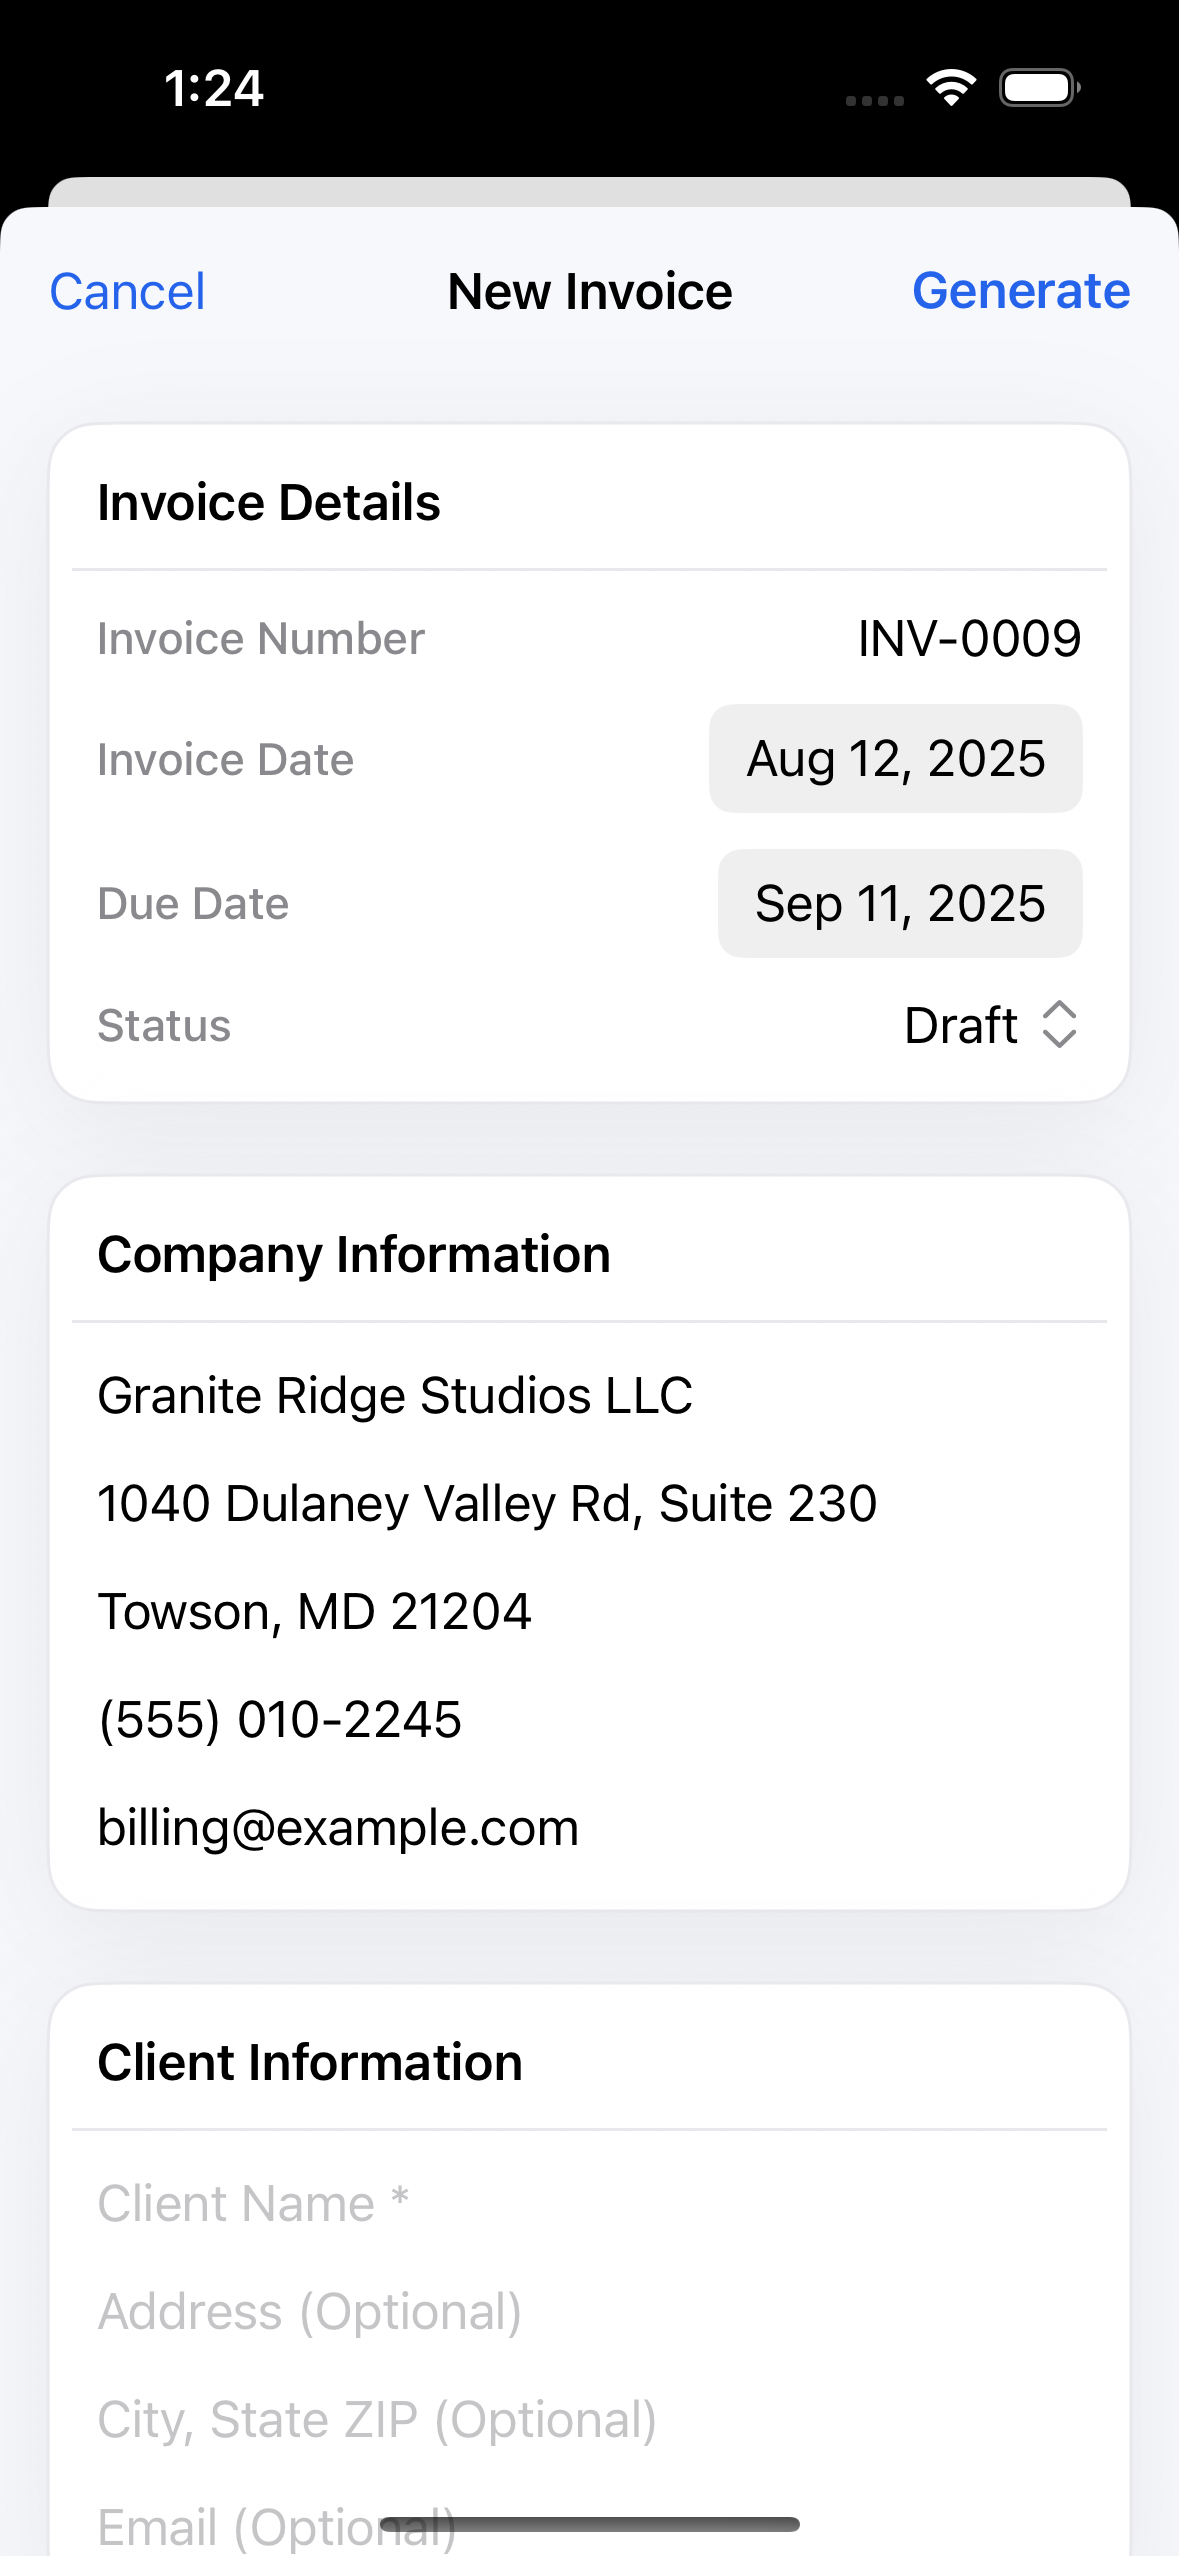 1:24
Cancel New Invoice Generate
Invoice Details
Invoice Number INV-0009
Invoice Date Aug 12, 2025
Due Date Sep 11, 2025
Status Draft
Company Information
Granite Ridge Studios LLC
1040 Dulaney Valley Rd, Suite 230
Towson, MD 21204
(555) 010-2245
billing@example.com
Client Information
Client Name *
Address (Optional)
City, State ZIP (Optional)
Email (Optional)